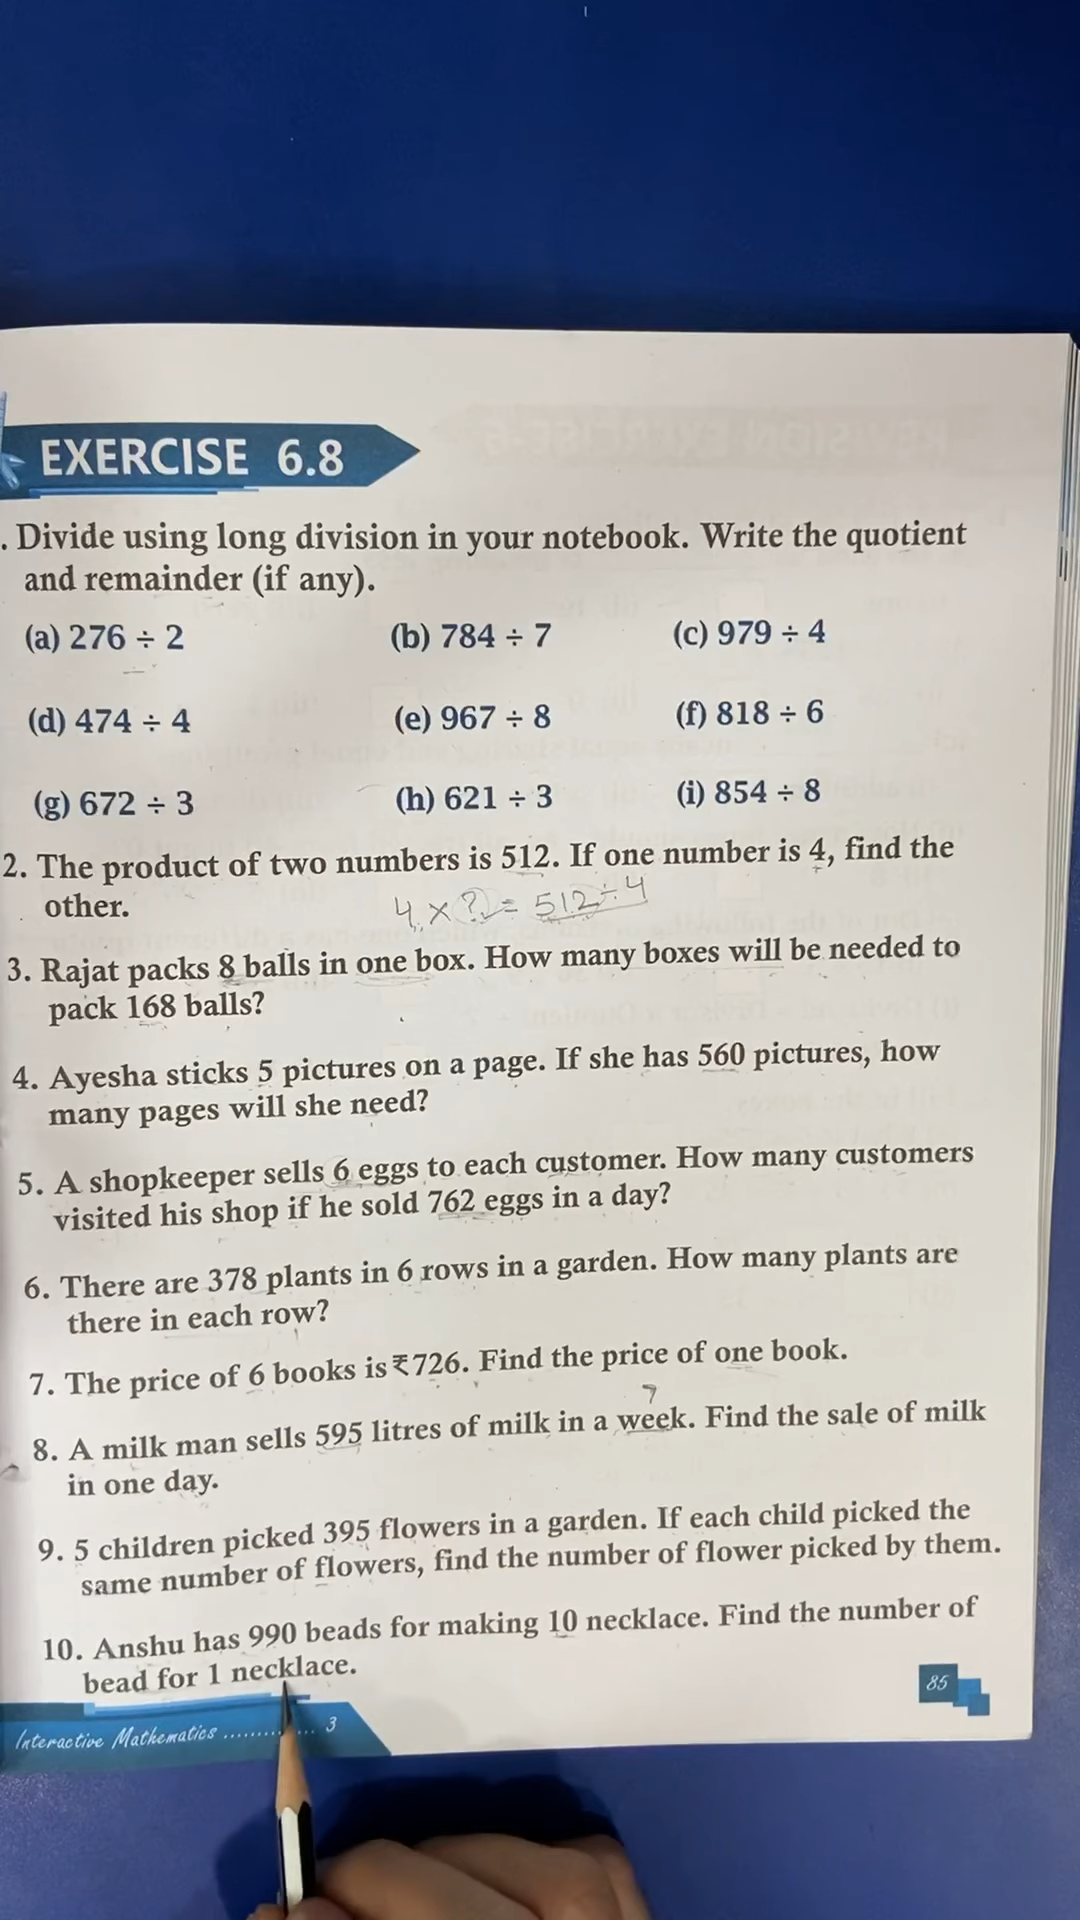 EXERCISE 6.8
. Divide using long division in your notebook. Write the quotient
and remainder (if any).
(a) 276 ÷ 2 (b) 784 ÷ 7 (c) 979 ÷ 4
(d) 474 ÷ 4 (e) 967 ÷ 8 (f) 818 ÷ 6
(g) 672 ÷ 3 (h) 621 ÷ 3 (i) 854 ÷ 8
2. The product of two numbers is 512. If one number is 4, find the
other.
4 × ? = 512 ÷ 4
3. Rajat packs 8 balls in one box. How many boxes will be needed to
pack 168 balls?
4. Ayesha sticks 5 pictures on a page. If she has 560 pictures, how
many pages will she need?
5. A shopkeeper sells 6 eggs to each customer. How many customers
visited his shop if he sold 762 eggs in a day?
6. There are 378 plants in 6 rows in a garden. How many plants are
there in each row?
7. The price of 6 books is ₹726. Find the price of one book.
7
8. A milk man sells 595 litres of milk in a week. Find the sale of milk
in one day.
9. 5 children picked 395 flowers in a garden. If each child picked the
same number of flowers, find the number of flower picked by them.
10. Anshu has 990 beads for making 10 necklace. Find the number of
bead for 1 necklace.
85
Interactive Mathematics ............ 3